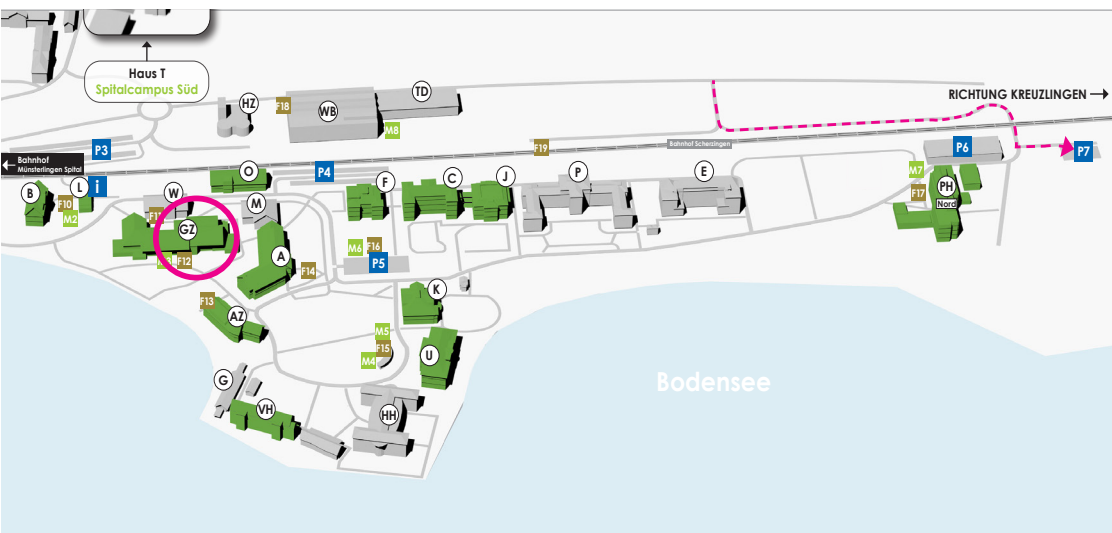 Haus T
Spitalcampus Süd
HZ
F18
WB
TD
M8
RICHTUNG KREUZLINGEN
P3
F19
Bahnhof Scherzingen
P6
P7
Bahnhof
Münsterlingen Spital
O
P4
B
L
i
F10
M2
W
M
F
C
J
P
E
M7
F17
PH
Nord
GZ
F12
A
F14
M6
F16
P5
K
F13
AZ
M5
F15
M4
U
G
VH
HH
Bodensee